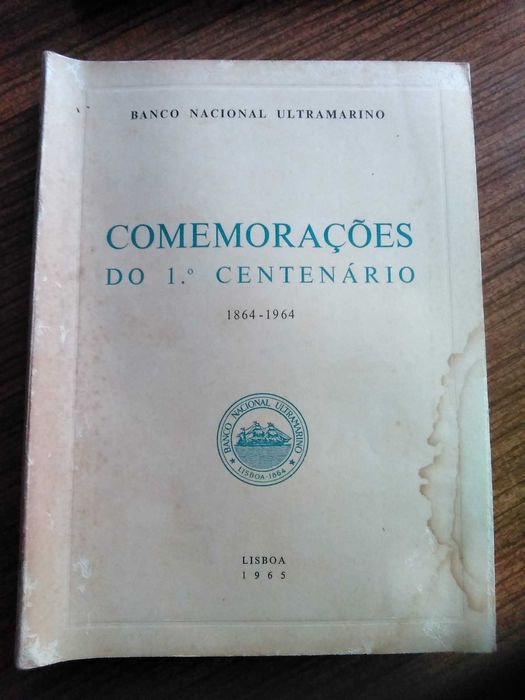 BANCO NACIONAL ULTRAMARINO
COMEMORAÇÕES
DO 1.º CENTENÁRIO
1864-1964
BANCO NACIONAL ULTRAMARINO
LISBOA-1864
LISBOA
1965